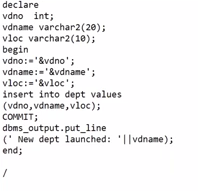 declare
vdno  int;
vdname varchar2(20);
vloc varchar2(10);
begin
vdno:='&vdno';
vdname:='&vdname';
vloc:='&vloc';
insert into dept values
(vdno,vdname,vloc);
COMMIT;
dbms_output.put_line
(' New dept launched: '||vdname);
end;
/